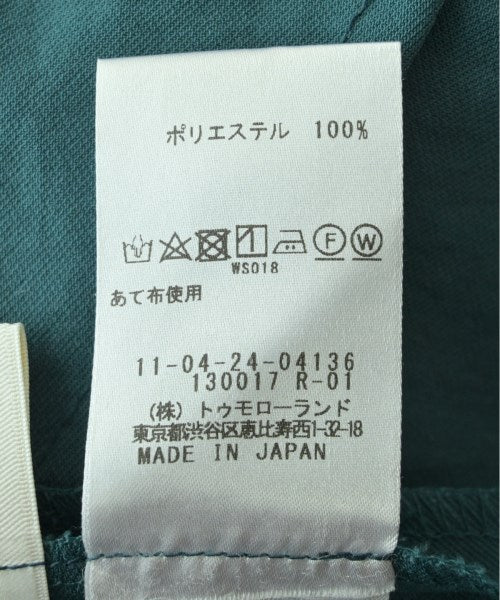 ポリエステル 100%
F W
WS018
あて布使用
11-04-24-04136
130017 R-01
(株)トゥモローランド
東京都渋谷区恵比寿西1-32-18
MADE IN JAPAN